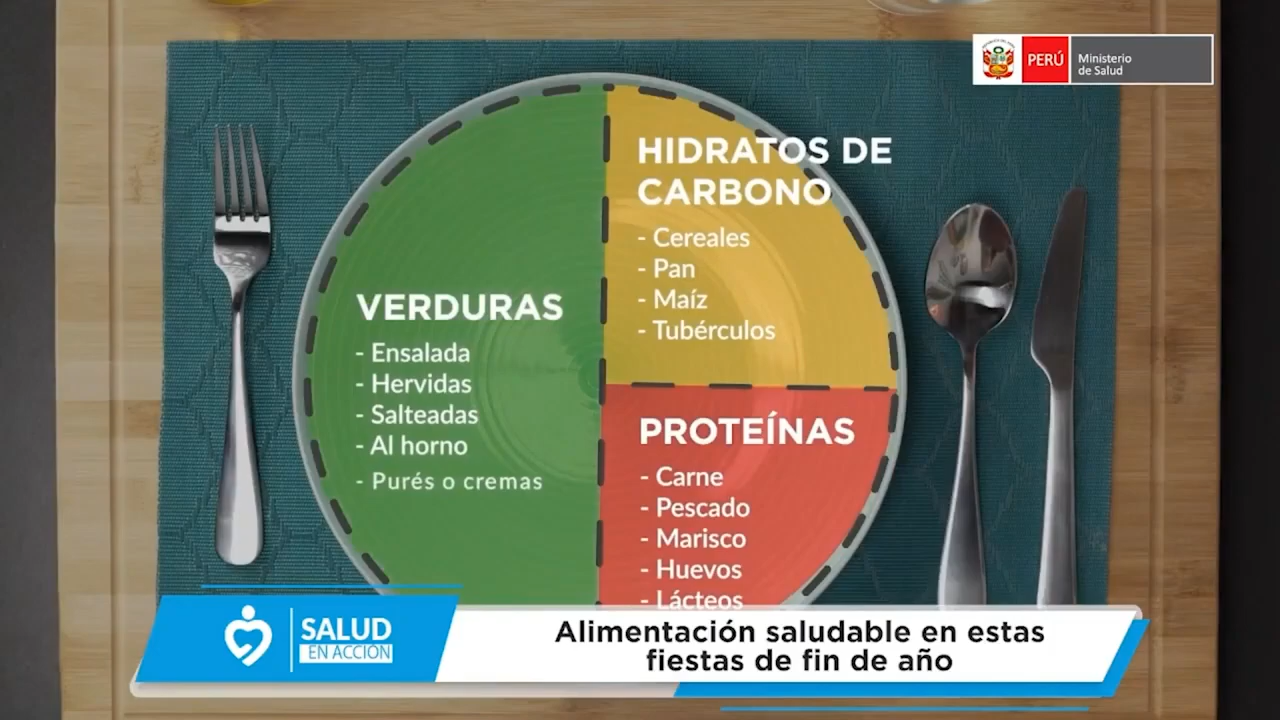 PERÚ
Ministerio
de Salud
HIDRATOS DE
CARBONO
- Cereales
- Pan
- Maíz
- Tubérculos
VERDURAS
- Ensalada
- Hervidas
- Salteadas
- Al horno
- Purés o cremas
PROTEÍNAS
- Carne
- Pescado
- Marisco
- Huevos
- Lácteos
SALUD
EN ACCIÓN
Alimentación saludable en estas
fiestas de fin de año